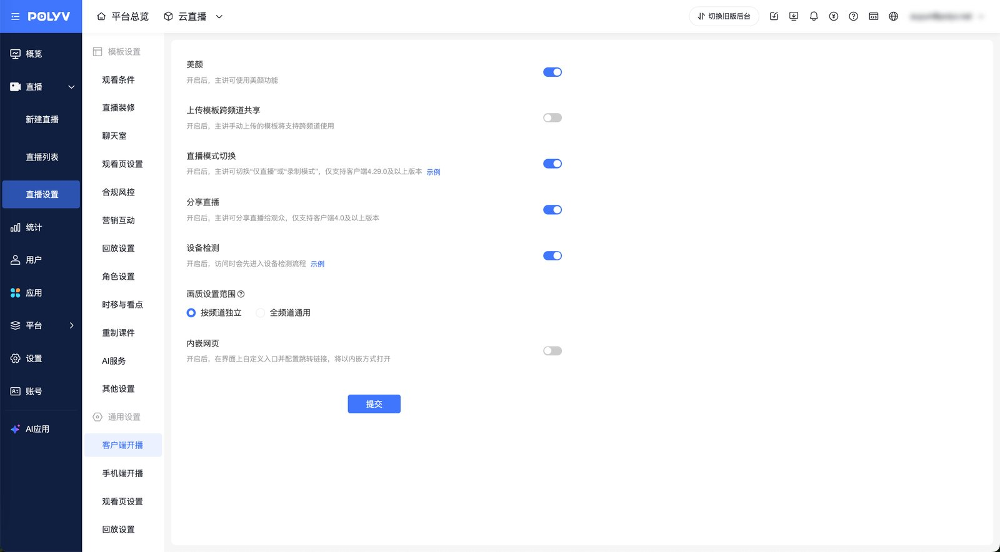 POLYV
平台总览
云直播
切换旧版后台
概览
直播
新建直播
直播列表
直播设置
统计
用户
应用
平台
设置
账号
AI应用
模板设置
观看条件
直播装修
聊天室
观看页设置
合规风控
营销互动
回放设置
角色设置
时移与看点
重制课件
AI服务
其他设置
通用设置
客户端开播
手机端开播
观看页设置
回放设置
美颜
开启后，主讲可使用美颜功能
上传模板跨频道共享
开启后，主讲手动上传的模板将支持跨频道使用
直播模式切换
开启后，主讲可切换“仅直播”或“录制模式”，仅支持客户端4.29.0及以上版本 示例
分享直播
开启后，主讲可分享直播给观众，仅支持客户端4.0及以上版本
设备检测
开启后，访问时会先进入设备检测流程 示例
画质设置范围
按频道独立 全频道通用
内嵌网页
开启后，在界面上自定义入口并配置跳转链接，将以内嵌方式打开
提交